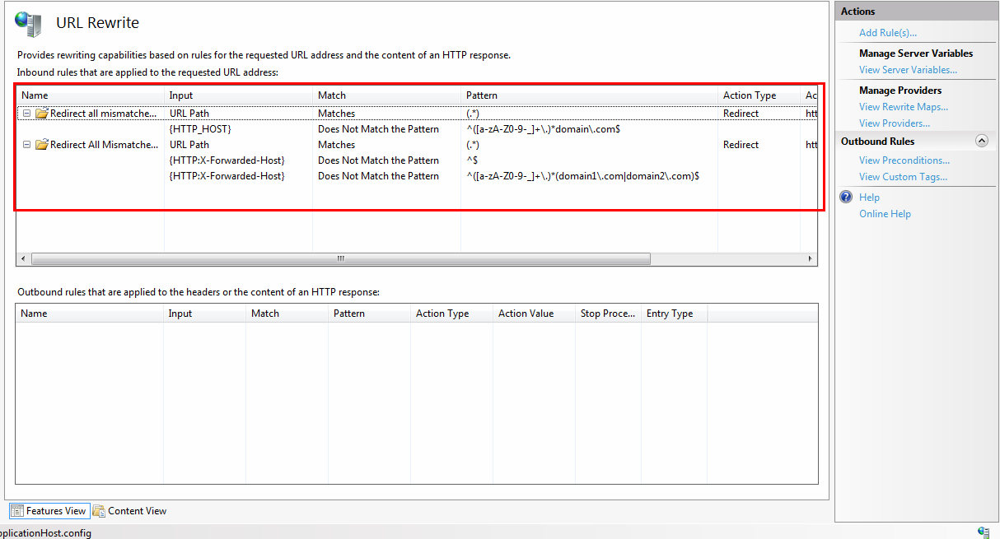 URL Rewrite
Provides rewriting capabilities based on rules for the requested URL address and the content of an HTTP response.
Inbound rules that are applied to the requested URL address:
Name Input Match Pattern Action Type Ac
Redirect all mismatche... URL Path Matches (.*) Redirect htt
{HTTP_HOST} Does Not Match the Pattern ^([a-zA-Z0-9-_]+\.)*domain\.com$
Redirect All Mismatche... URL Path Matches (.*) Redirect htt
{HTTP:X-Forwarded-Host} Does Not Match the Pattern ^$
{HTTP:X-Forwarded-Host} Does Not Match the Pattern ^([a-zA-Z0-9-_]+\.)*(domain1\.com|domain2\.com)$
Outbound rules that are applied to the headers or the content of an HTTP response:
Name Input Match Pattern Action Type Action Value Stop Proce... Entry Type
Features View Content View
pplicationHost.config
Actions
Add Rule(s)...
Manage Server Variables
View Server Variables...
Manage Providers
View Rewrite Maps...
View Providers...
Outbound Rules
View Preconditions...
View Custom Tags...
Help
Online Help